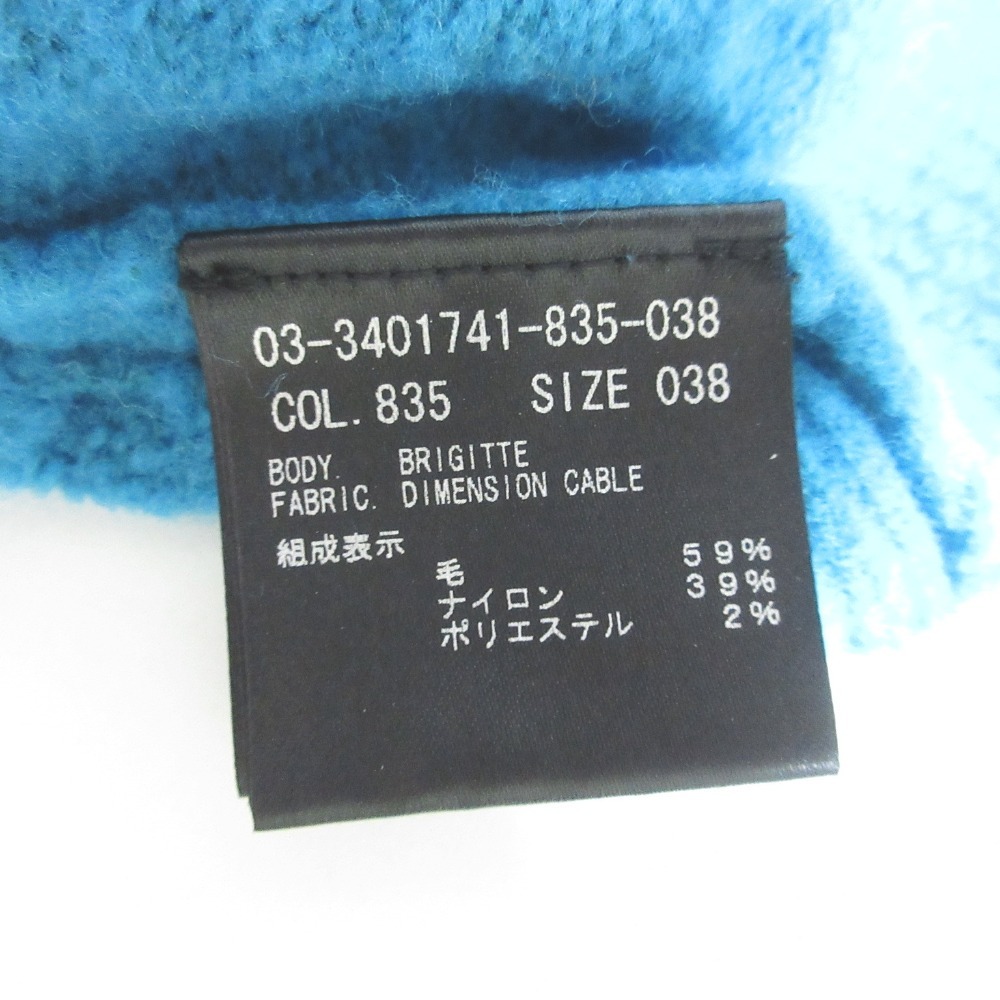 03-3401741-835-038
COL. 835 SIZE 038
BODY. BRIGITTE
FABRIC. DIMENSION CABLE
組成表示
毛 59%
ナイロン 39%
ポリエステル 2%